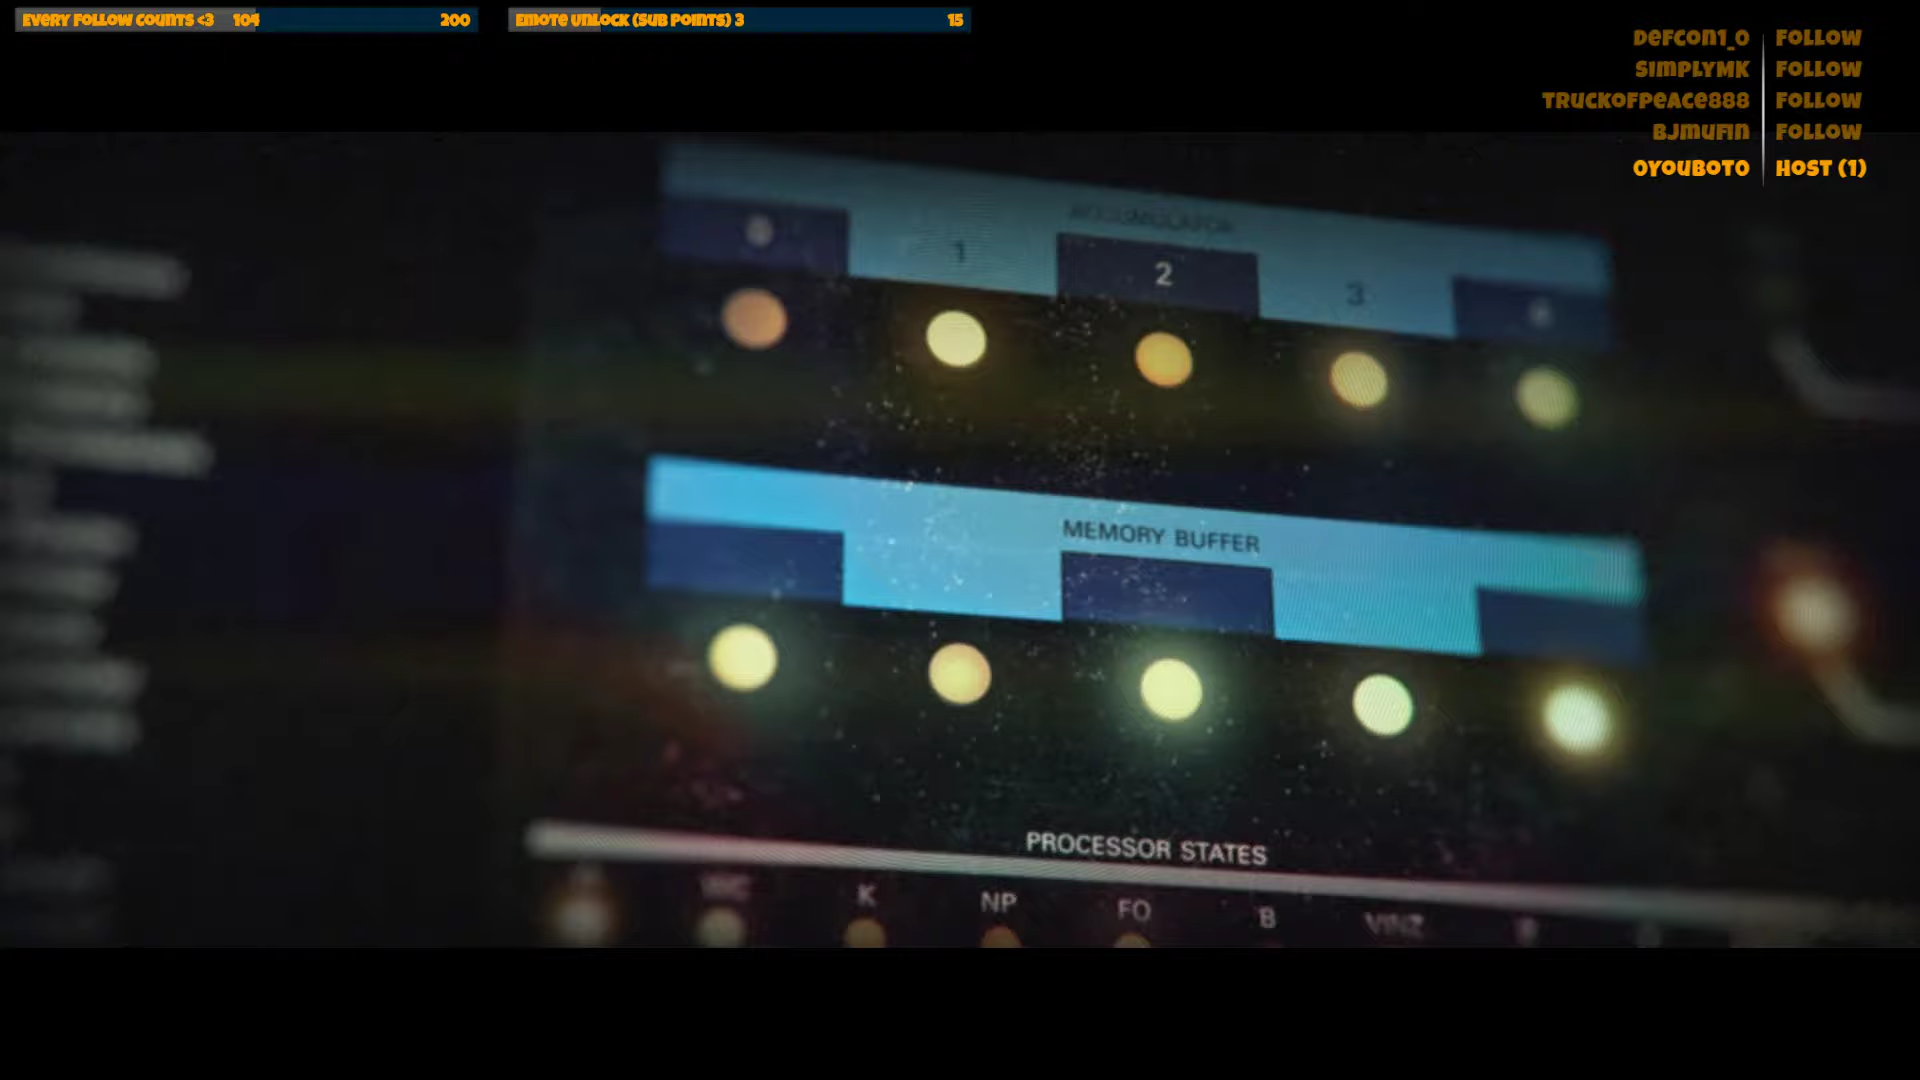 EVERY FOLLOW COUNTS <3 104 200
EMOTE UNLOCK (SUB POINTS) 3 15
DEFCON1_0 FOLLOW
SIMPLYMK FOLLOW
TRUCKOFPEACE888 FOLLOW
BJMUFIN FOLLOW
OYOUBOTO HOST (1)
ACCUMULATOR
0 1 2 3
MEMORY BUFFER
PROCESSOR STATES
K NP FO B